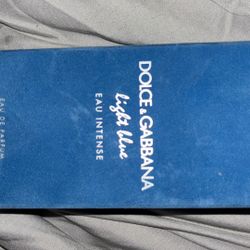 DOLCE & GABBANA
light blue
EAU INTENSE
EAU DE PARFUM